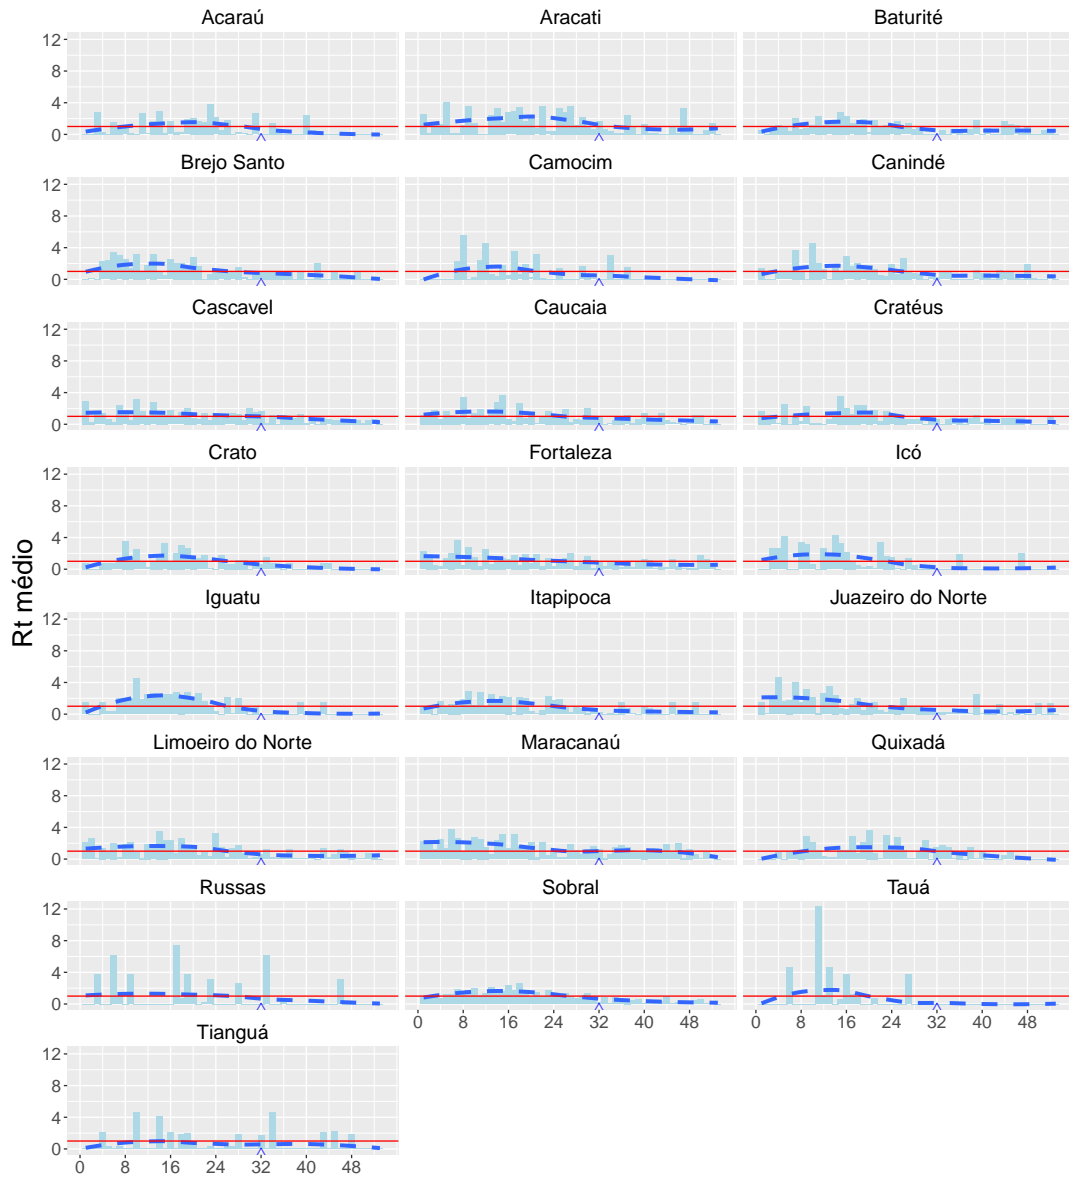 Acaraú Aracati Baturité
12
8
4
0
Brejo Santo Camocim Canindé
12
8
4
0
Cascavel Caucaia Cratéus
12
8
4
0
Crato Fortaleza Icó
12
8
4
0
Rt médio
Iguatu Itapipoca Juazeiro do Norte
12
8
4
0
Limoeiro do Norte Maracanaú Quixadá
12
8
4
0
Russas Sobral Tauá
12
8
4
0
0 8 16 24 32 40 48 0 8 16 24 32 40 48
Tianguá
12
8
4
0
0 8 16 24 32 40 48